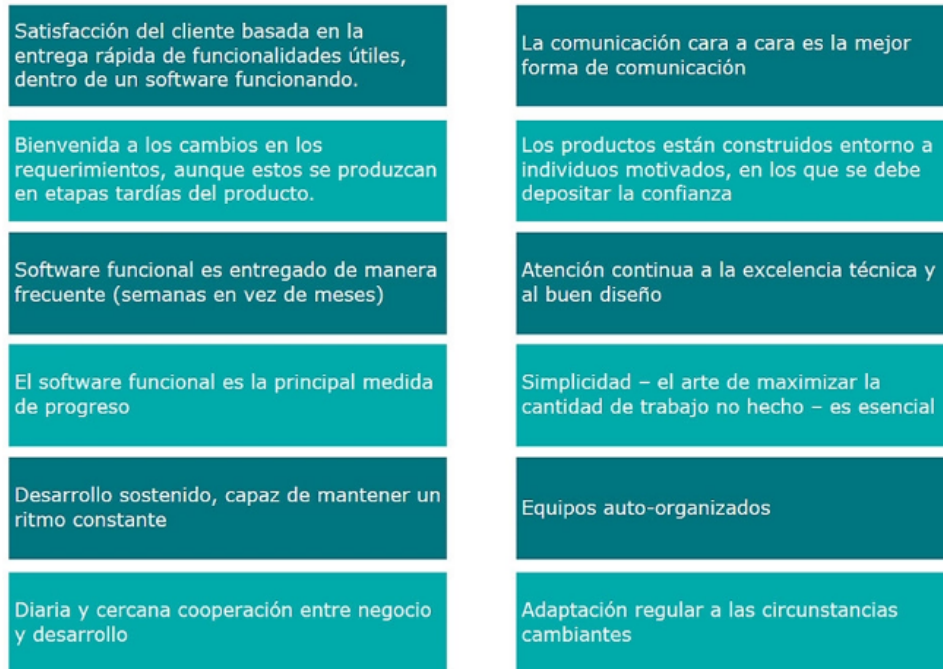 Satisfacción del cliente basada en la
entrega rápida de funcionalidades útiles,
dentro de un software funcionando.
Bienvenida a los cambios en los
requerimientos, aunque estos se produzcan
en etapas tardías del producto.
Software funcional es entregado de manera
frecuente (semanas en vez de meses)
El software funcional es la principal medida
de progreso
Desarrollo sostenido, capaz de mantener un
ritmo constante
Diaria y cercana cooperación entre negocio
y desarrollo
La comunicación cara a cara es la mejor
forma de comunicación
Los productos están construidos entorno a
individuos motivados, en los que se debe
depositar la confianza
Atención continua a la excelencia técnica y
al buen diseño
Simplicidad – el arte de maximizar la
cantidad de trabajo no hecho – es esencial
Equipos auto-organizados
Adaptación regular a las circunstancias
cambiantes